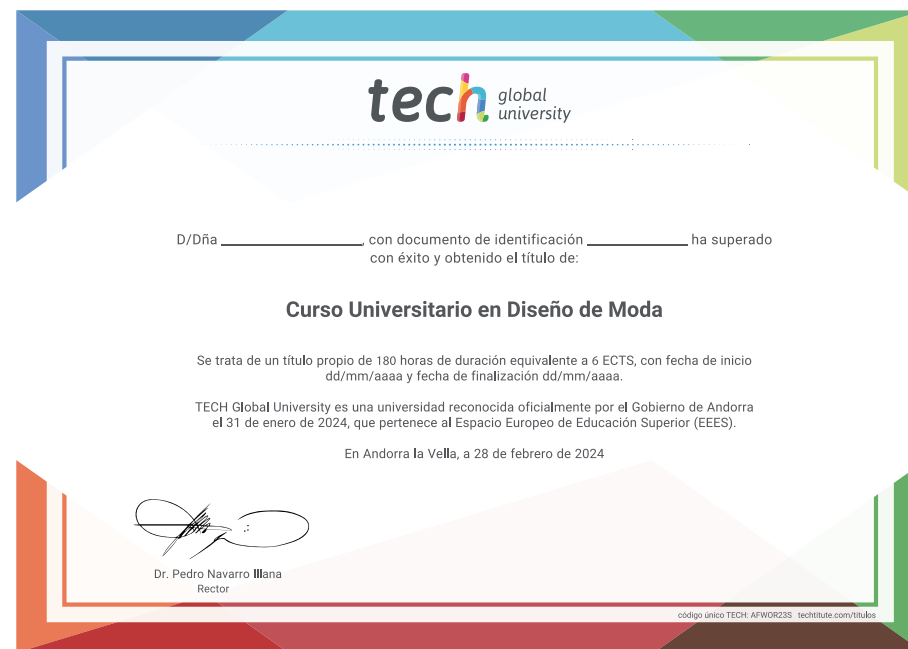 tech global university
D/Dña ______________, con documento de identificación __________ ha superado
con éxito y obtenido el título de:
Curso Universitario en Diseño de Moda
Se trata de un título propio de 180 horas de duración equivalente a 6 ECTS, con fecha de inicio
dd/mm/aaaa y fecha de finalización dd/mm/aaaa.
TECH Global University es una universidad reconocida oficialmente por el Gobierno de Andorra
el 31 de enero de 2024, que pertenece al Espacio Europeo de Educación Superior (EEES).
En Andorra la Vella, a 28 de febrero de 2024
Dr. Pedro Navarro Illana
Rector
código único TECH: AFWOR23S techtitute.com/titulos